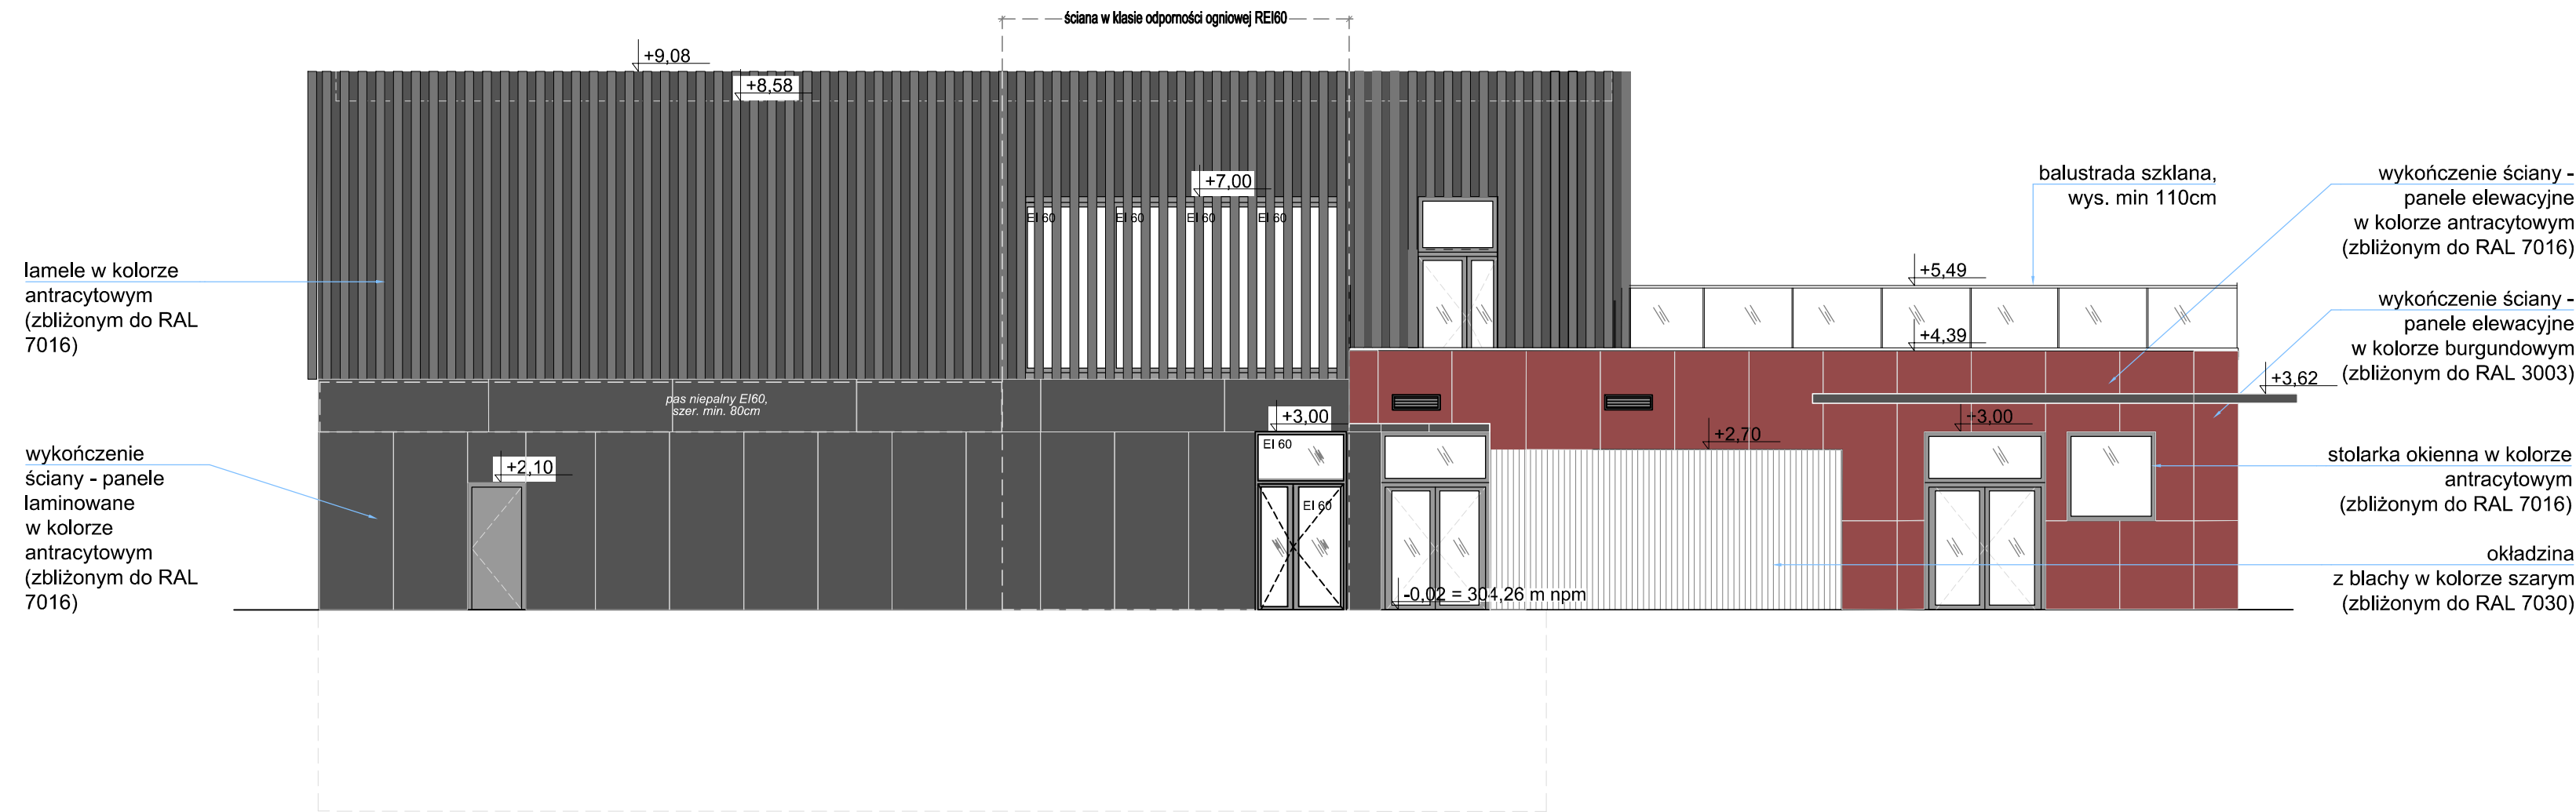 ściana w klasie odporności ogniowej REI60
+9,08
+8,58
+7,00
EI 60
EI 60
EI 60
EI 60
balustrada szklana,
wys. min 110cm
wykończenie ściany -
panele elewacyjne
w kolorze antracytowym
(zbliżonym do RAL 7016)
lamele w kolorze
antracytowym
(zbliżonym do RAL
7016)
+5,49
+4,39
wykończenie ściany -
panele elewacyjne
w kolorze burgundowym
(zbliżonym do RAL 3003)
+3,62
pas niepalny EI60,
szer. min. 80cm
+3,00
+3,00
+2,70
EI 60
EI 60
wykończenie
ściany - panele
laminowane
w kolorze
antracytowym
(zbliżonym do RAL
7016)
+2,10
stolarka okienna w kolorze
antracytowym
(zbliżonym do RAL 7016)
okładzina
z blachy w kolorze szarym
(zbliżonym do RAL 7030)
-0,02 = 304,26 m npm